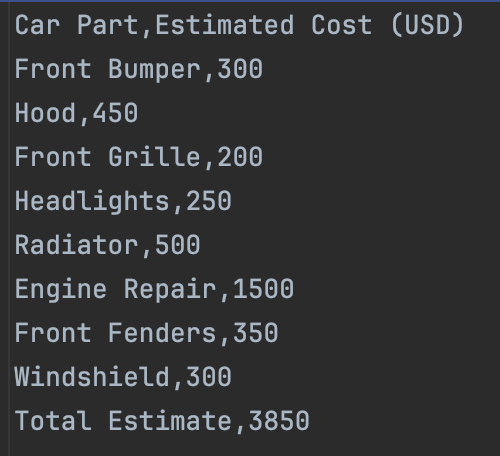 Car Part,Estimated Cost (USD)
Front Bumper,300
Hood,450
Front Grille,200
Headlights,250
Radiator,500
Engine Repair,1500
Front Fenders,350
Windshield,300
Total Estimate,3850